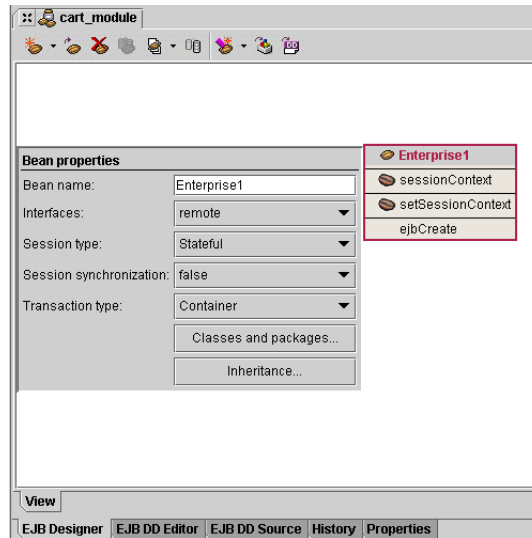 cart_module
Bean properties
Bean name: Enterprise1
Interfaces: remote
Session type: Stateful
Session synchronization: false
Transaction type: Container
Classes and packages...
Inheritance...
Enterprise1
sessionContext
setSessionContext
ejbCreate
View
EJB Designer EJB DD Editor EJB DD Source History Properties